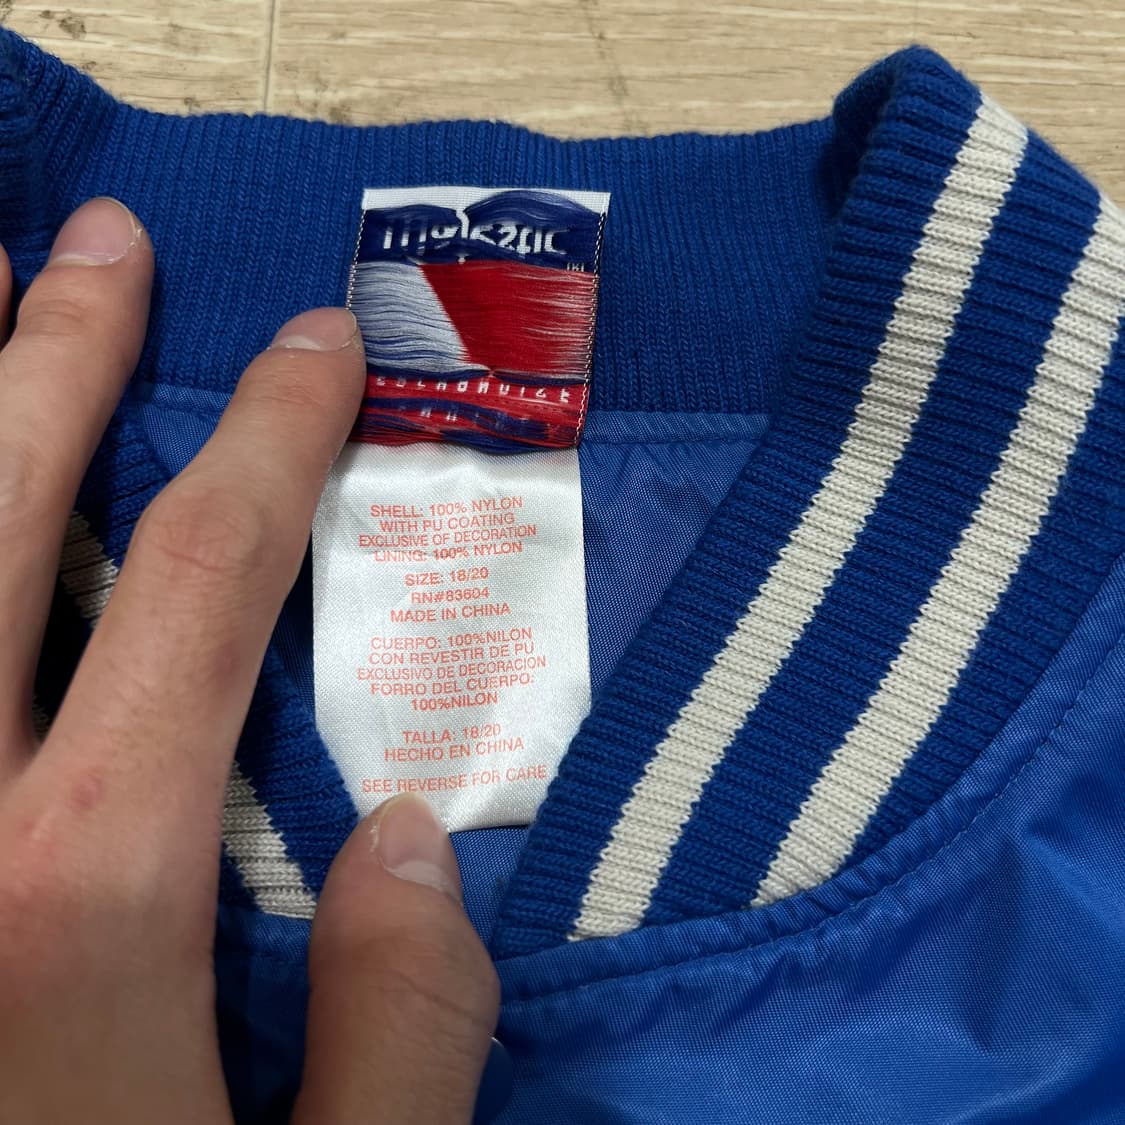 Majestic
SHELL: 100% NYLON
WITH PU COATING
EXCLUSIVE OF DECORATION
LINING: 100% NYLON
SIZE: 18/20
RN#83604
MADE IN CHINA
CUERPO: 100%NILON
CON REVESTIR DE PU
EXCLUSIVO DE DECORACION
FORRO DEL CUERPO:
100%NILON
TALLA: 18/20
HECHO EN CHINA
SEE REVERSE FOR CARE